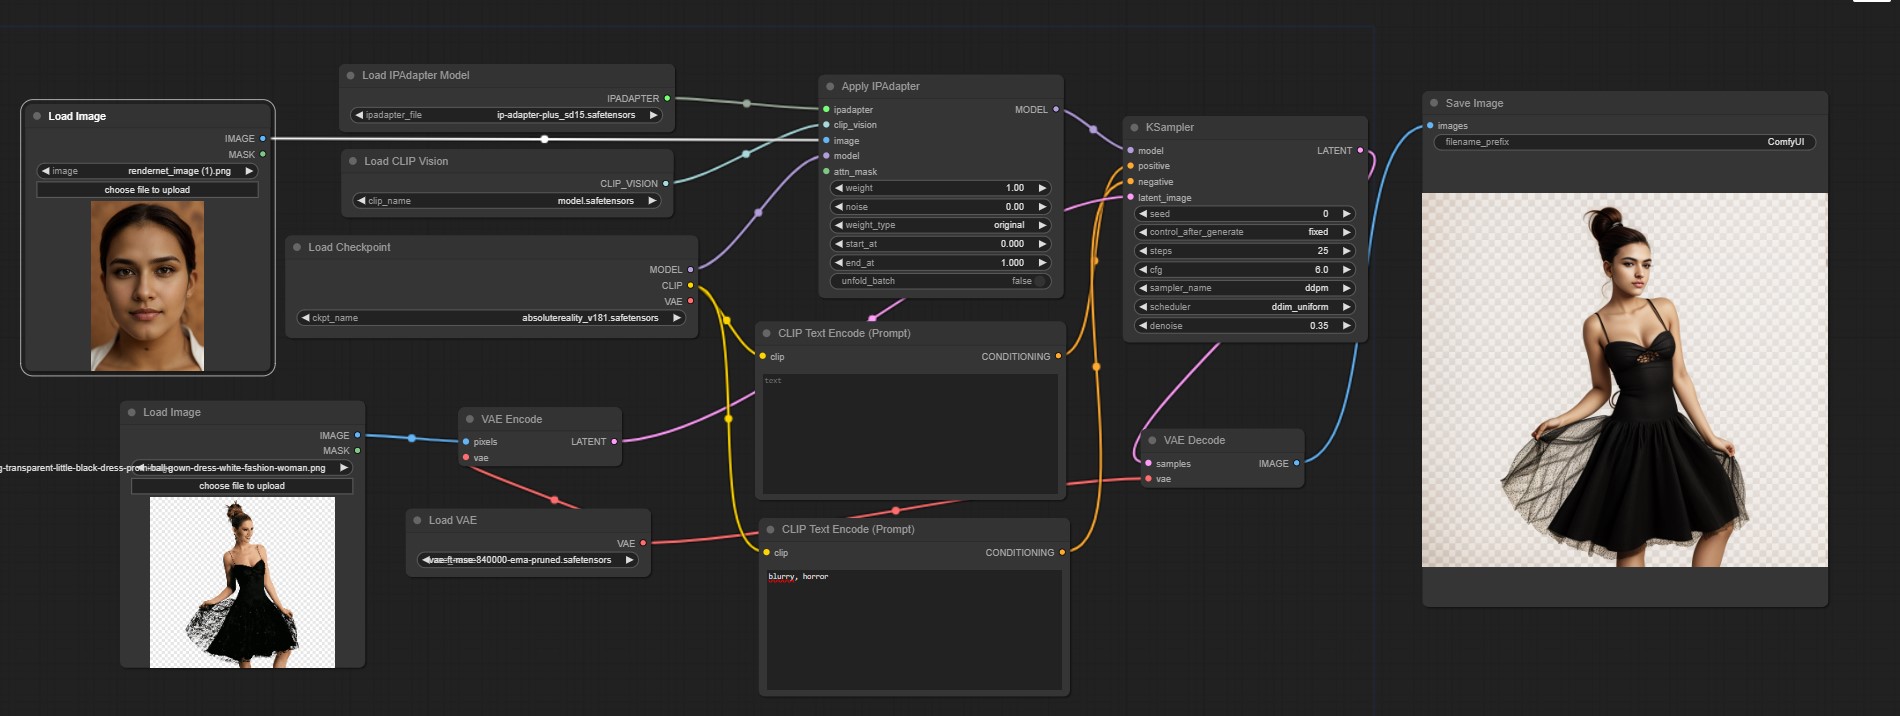 Load Image
IMAGE
MASK
image rendernet_image (1).png
choose file to upload
Load IPAdapter Model
IPADAPTER
ipadapter_file ip-adapter-plus_sd15.safetensors
Load CLIP Vision
CLIP_VISION
clip_name model.safetensors
Load Checkpoint
MODEL
CLIP
VAE
ckpt_name absolutereality_v181.safetensors
Apply IPAdapter
ipadapter MODEL
clip_vision
image
model
attn_mask
weight 1.00
noise 0.00
weight_type original
start_at 0.000
end_at 1.000
unfold_batch false
KSampler
model LATENT
positive
negative
latent_image
seed 0
control_after_generate fixed
steps 25
cfg 6.0
sampler_name ddpm
scheduler ddim_uniform
denoise 0.35
Save Image
images
filename_prefix ComfyUI
Load Image
IMAGE
MASK
-transparent-little-black-dress-prom-ball-gown-dress-white-fashion-woman.png
choose file to upload
VAE Encode
pixels LATENT
vae
Load VAE
VAE
vae-ft-mse-840000-ema-pruned.safetensors
CLIP Text Encode (Prompt)
clip CONDITIONING
text
CLIP Text Encode (Prompt)
clip CONDITIONING
blurry, horror
VAE Decode
samples IMAGE
vae